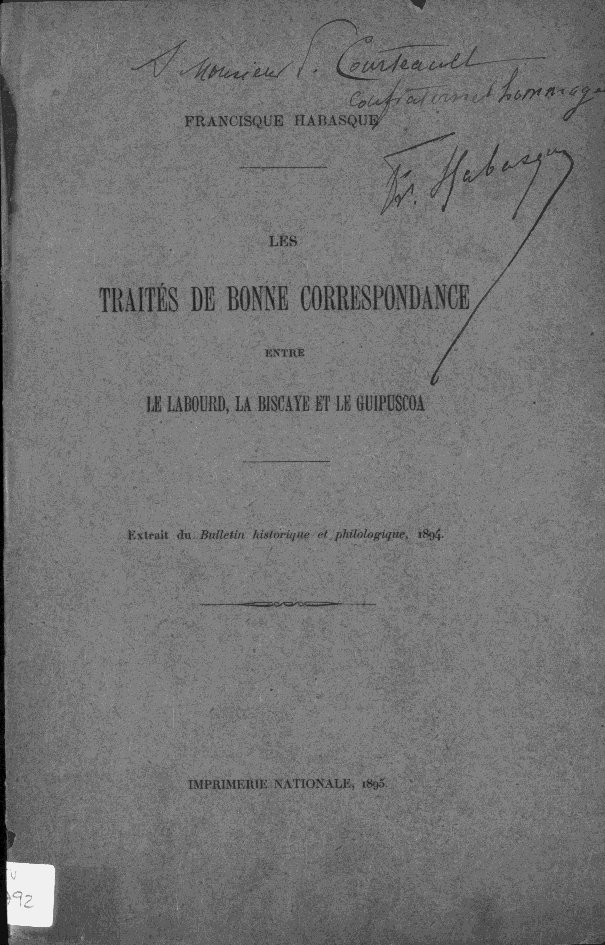 A Monsieur P. Courteault
confraternel hommage
FRANCISQUE HABASQUE
Fr. Habasque
LES
TRAITÉS DE BONNE CORRESPONDANCE
ENTRE
LE LABOURD, LA BISCAYE ET LE GUIPUSCOA
Extrait du Bulletin historique et philologique, 1894.
IMPRIMERIE NATIONALE, 1895.
V
92